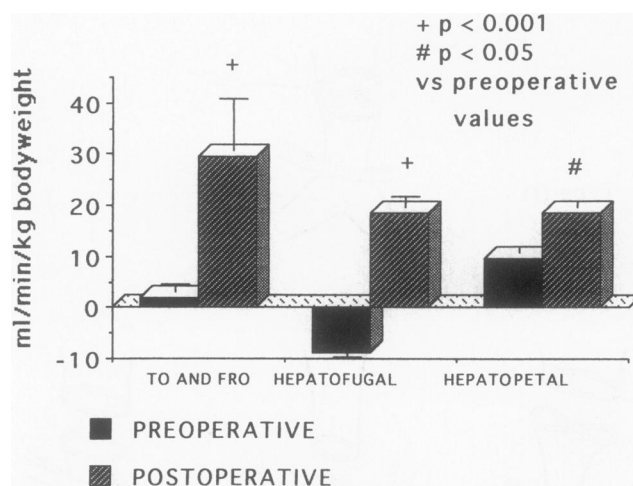 + p < 0.001
# p < 0.05
vs preoperative
values
ml/min/kg bodyweight
40
30
20
10
0
-10
+
+
#
TO AND FRO HEPATOFUGAL HEPATOPETAL
PREOPERATIVE
POSTOPERATIVE